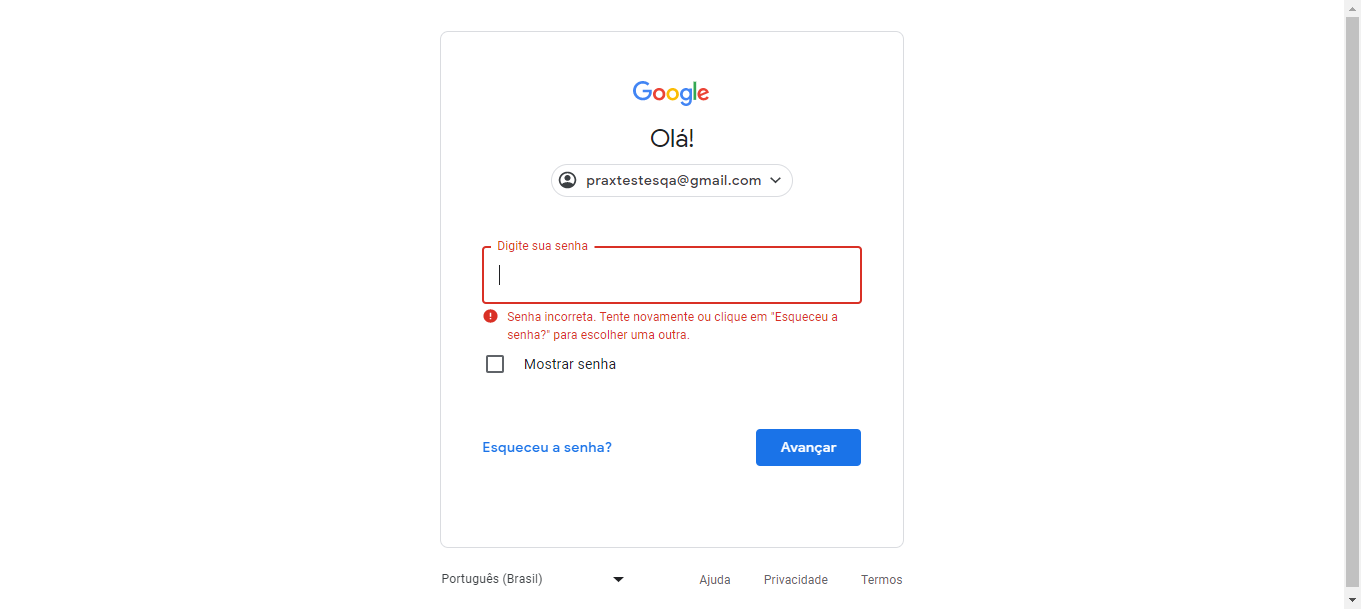 Google
Olá!
praxtestesqa@gmail.com
Digite sua senha
Senha incorreta. Tente novamente ou clique em "Esqueceu a
senha?" para escolher uma outra.
Mostrar senha
Esqueceu a senha?
Avançar
Português (Brasil)
Ajuda
Privacidade
Termos